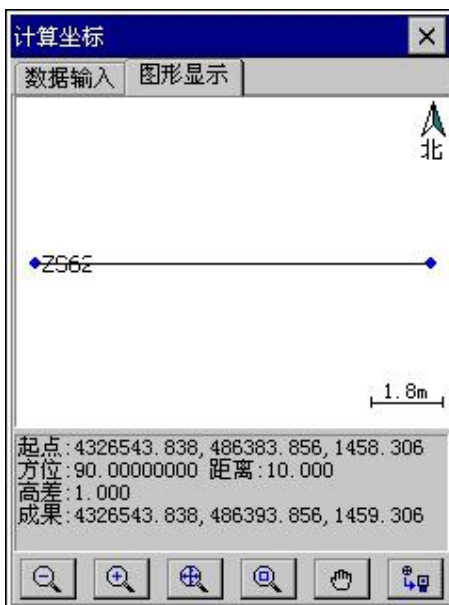 计算坐标
数据输入 图形显示
北
ZS62
1.8m
起点:4326543.838,486383.856,1458.306
方位:90.00000000 距离:10.000
高差:1.000
成果:4326543.838,486393.856,1459.306